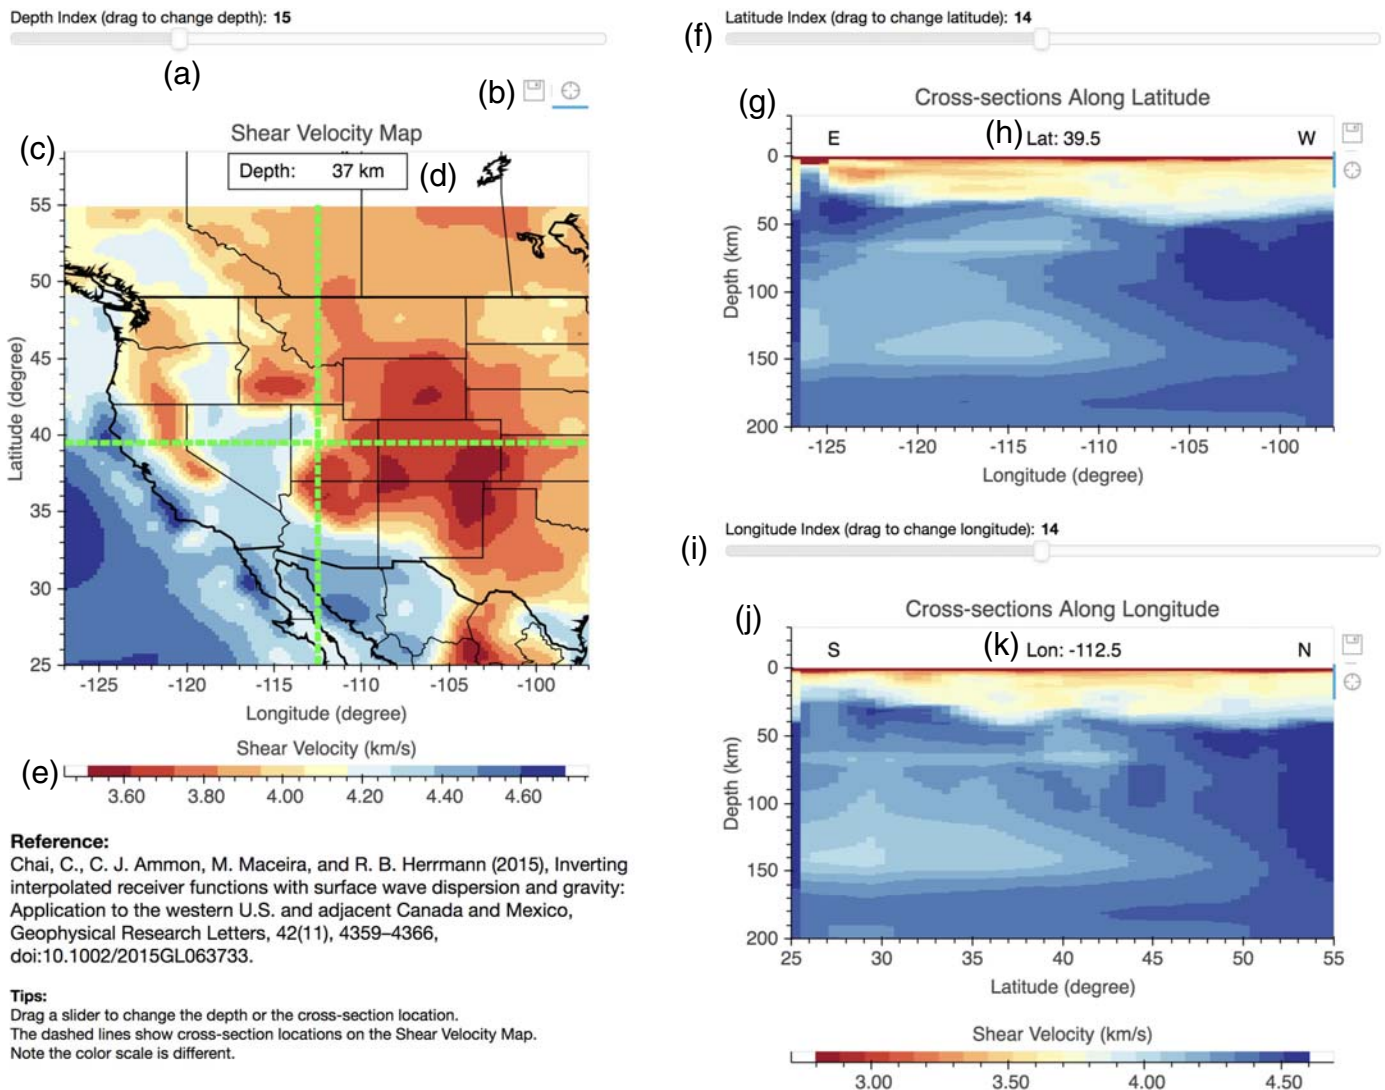 Depth Index (drag to change depth): 15
(a)
(b)
Shear Velocity Map
(c)
Depth: 37 km
(d)
55
50
45
40
35
30
25
Latitude (degree)
-125 -120 -115 -110 -105 -100
Longitude (degree)
Shear Velocity (km/s)
(e)
3.60 3.80 4.00 4.20 4.40 4.60
Reference:
Chai, C., C. J. Ammon, M. Maceira, and R. B. Herrmann (2015), Inverting
interpolated receiver functions with surface wave dispersion and gravity:
Application to the western U.S. and adjacent Canada and Mexico,
Geophysical Research Letters, 42(11), 4359–4366,
doi:10.1002/2015GL063733.
Tips:
Drag a slider to change the depth or the cross-section location.
The dashed lines show cross-section locations on the Shear Velocity Map.
Note the color scale is different.
Latitude Index (drag to change latitude): 14
(f)
(g)
Cross-sections Along Latitude
E (h) Lat: 39.5 W
0
50
100
150
200
Depth (km)
-125 -120 -115 -110 -105 -100
Longitude (degree)
Longitude Index (drag to change longitude): 14
(i)
Cross-sections Along Longitude
(j)
S (k) Lon: -112.5 N
0
50
100
150
200
Depth (km)
25 30 35 40 45 50 55
Latitude (degree)
Shear Velocity (km/s)
3.00 3.50 4.00 4.50